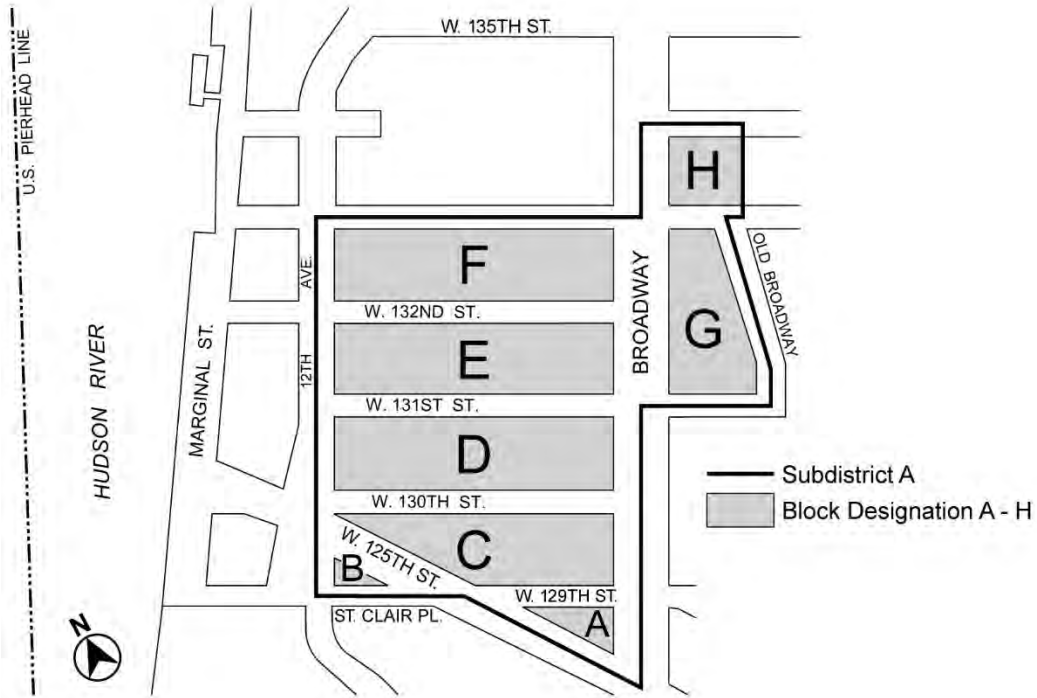 W. 135TH ST.
U.S. PIERHEAD LINE
H
OLD BROADWAY
F
12TH AVE.
BROADWAY
W. 132ND ST.
G
HUDSON RIVER
MARGINAL ST.
E
W. 131ST ST.
D
Subdistrict A
W. 130TH ST.
Block Designation A - H
C
W. 125TH ST.
B
W. 129TH ST.
A
ST. CLAIR PL.
N